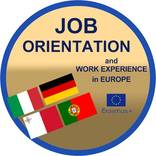 JOB
ORIENTATION
and
WORK EXPERIENCE
in EUROPE
Erasmus+